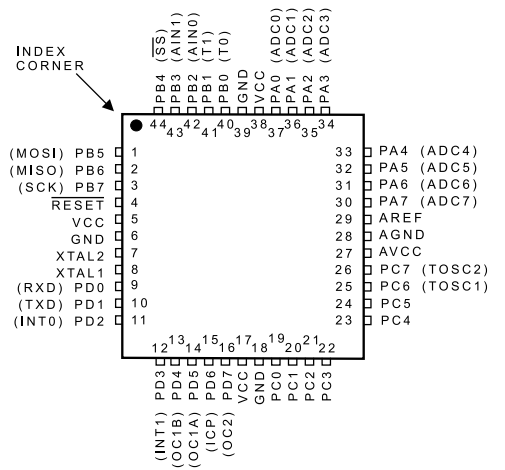 INDEX
CORNER
PB4 (SS)
PB3 (AIN1)
PB2 (AIN0)
PB1 (T1)
PB0 (T0)
GND
VCC
PA0 (ADC0)
PA1 (ADC1)
PA2 (ADC2)
PA3 (ADC3)
44
43
42
41
40
39
38
37
36
35
34
(MOSI) PB5 1
(MISO) PB6 2
(SCK) PB7 3
RESET 4
VCC 5
GND 6
XTAL2 7
XTAL1 8
(RXD) PD0 9
(TXD) PD1 10
(INT0) PD2 11
33 PA4 (ADC4)
32 PA5 (ADC5)
31 PA6 (ADC6)
30 PA7 (ADC7)
29 AREF
28 AGND
27 AVCC
26 PC7 (TOSC2)
25 PC6 (TOSC1)
24 PC5
23 PC4
12
13
14
15
16
17
18
19
20
21
22
(INT1) PD3
(OC1B) PD4
(OC1A) PD5
(ICP) PD6
(OC2) PD7
VCC
GND
PC0
PC1
PC2
PC3